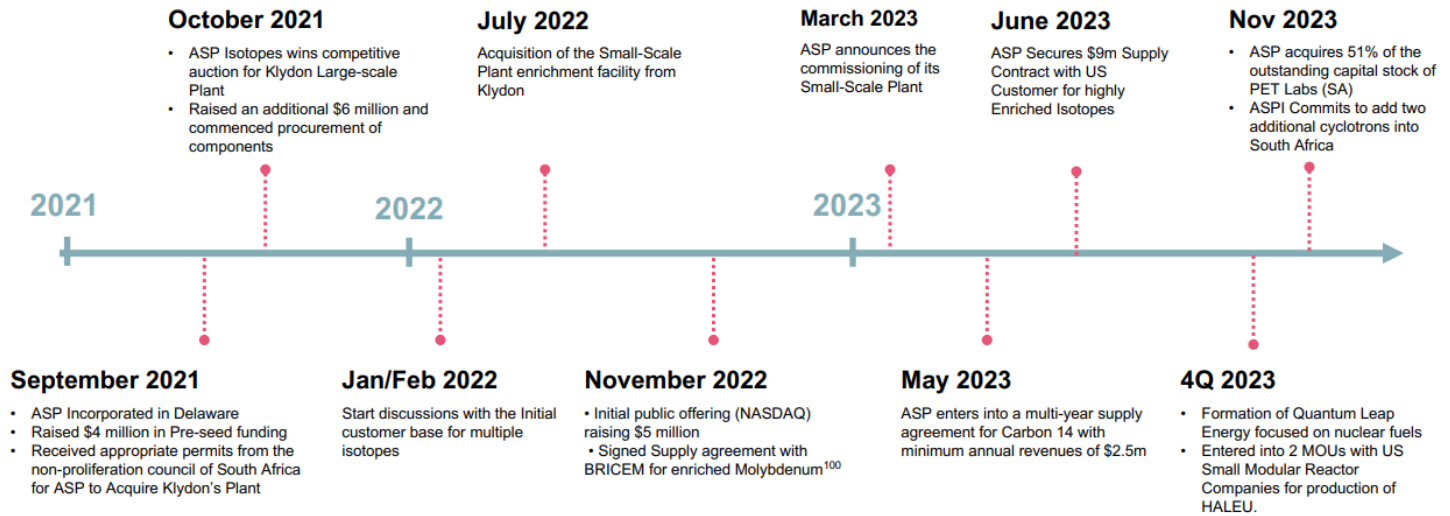 October 2021
• ASP Isotopes wins competitive
auction for Klydon Large-scale
Plant
• Raised an additional $6 million and
commenced procurement of
components
July 2022
Acquisition of the Small-Scale
Plant enrichment facility from
Klydon
March 2023
ASP announces the
commissioning of its
Small-Scale Plant
June 2023
ASP Secures $9m Supply
Contract with US
Customer for highly
Enriched Isotopes
Nov 2023
• ASP acquires 51% of the
outstanding capital stock of
PET Labs (SA)
• ASPI Commits to add two
additional cyclotrons into
South Africa
2021
2022
2023
September 2021
• ASP Incorporated in Delaware
• Raised $4 million in Pre-seed funding
• Received appropriate permits from the
non-proliferation council of South Africa
for ASP to Acquire Klydon's Plant
Jan/Feb 2022
Start discussions with the Initial
customer base for multiple
isotopes
November 2022
• Initial public offering (NASDAQ)
raising $5 million
• Signed Supply agreement with
BRICEM for enriched Molybdenum¹⁰⁰
May 2023
ASP enters into a multi-year supply
agreement for Carbon 14 with
minimum annual revenues of $2.5m
4Q 2023
• Formation of Quantum Leap
Energy focused on nuclear fuels
• Entered into 2 MOUs with US
Small Modular Reactor
Companies for production of
HALEU.